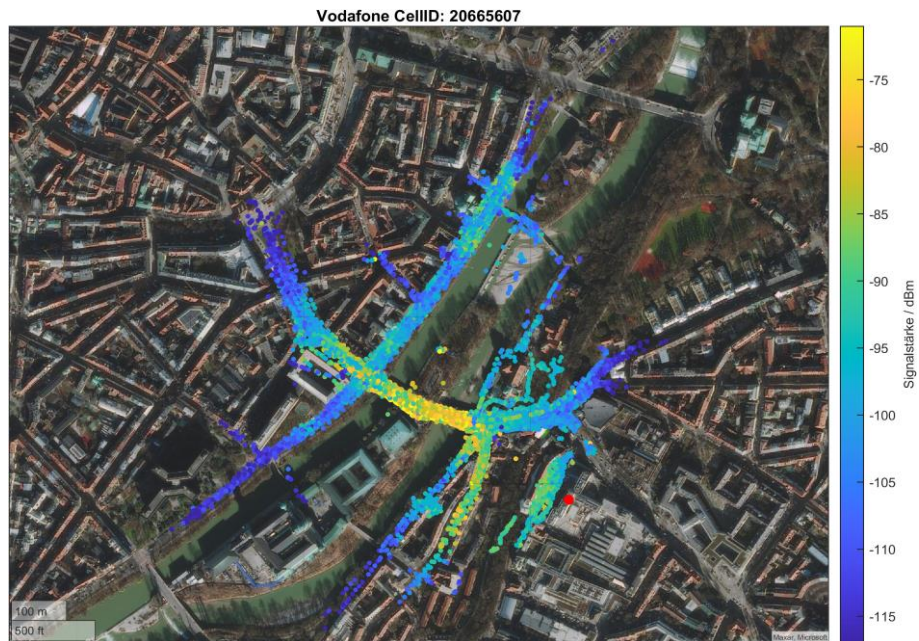 Vodafone CellID: 20665607
-75
-80
-85
-90
-95
-100
-105
-110
-115
Signalstärke / dBm
100 m
500 ft
Maxar, Microsoft